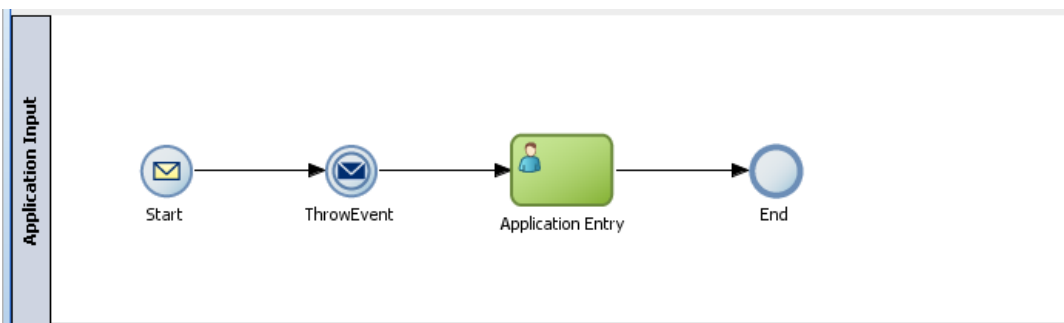 Application Input
Start
ThrowEvent
Application Entry
End